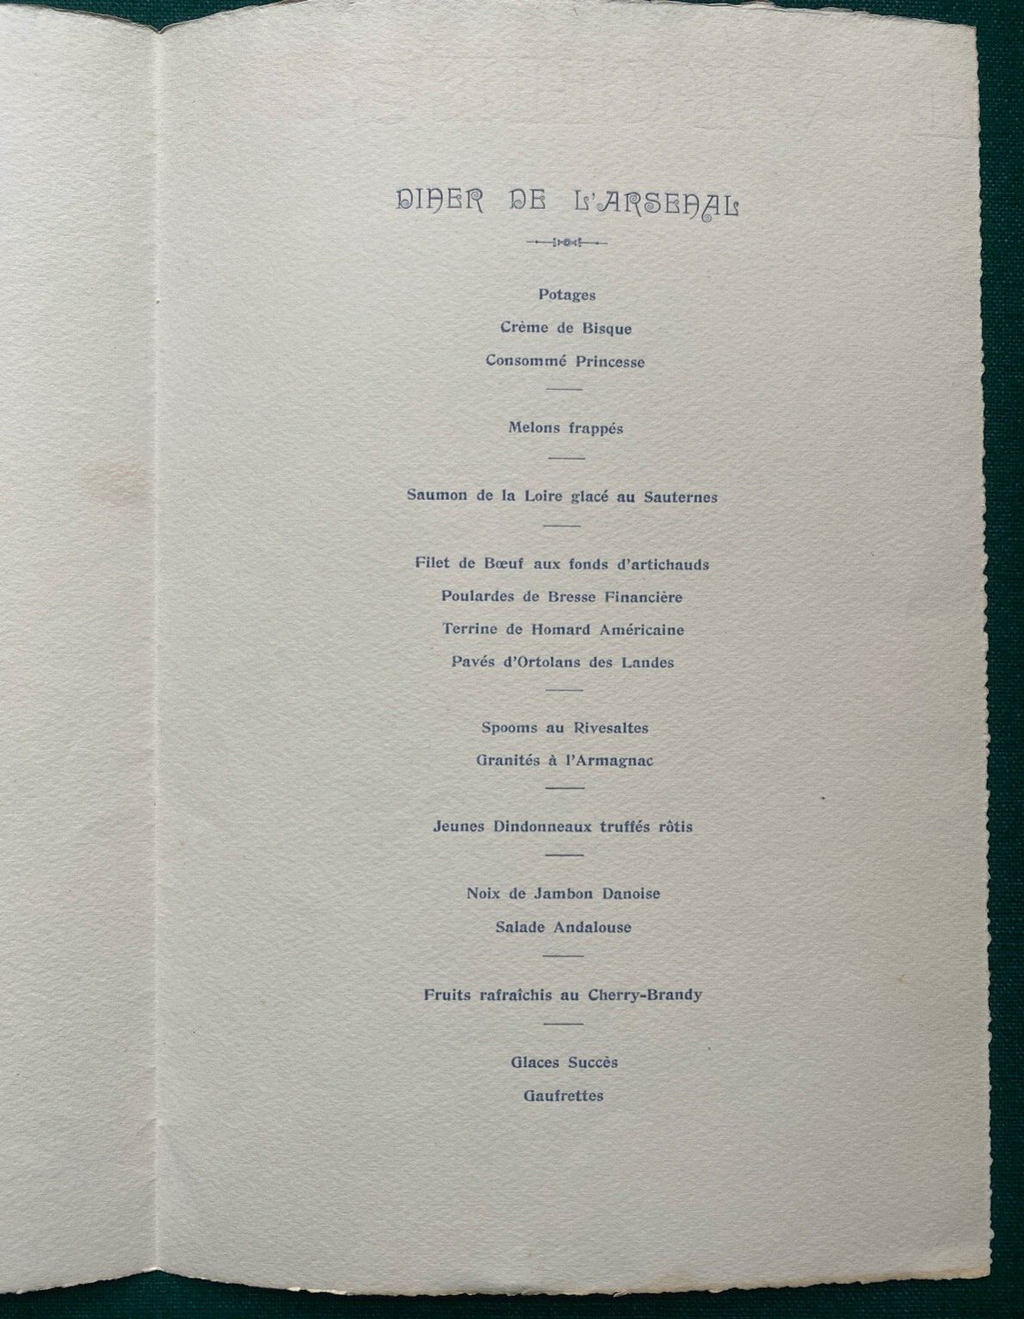 DINER DE L'ARSENAL
Potages
Crème de Bisque
Consommé Princesse
Melons frappés
Saumon de la Loire glacé au Sauternes
Filet de Bœuf aux fonds d'artichauds
Poulardes de Bresse Financière
Terrine de Homard Américaine
Pavés d'Ortolans des Landes
Spooms au Rivesaltes
Granités à l'Armagnac
Jeunes Dindonneaux truffés rôtis
Noix de Jambon Danoise
Salade Andalouse
Fruits rafraîchis au Cherry-Brandy
Glaces Succès
Gaufrettes